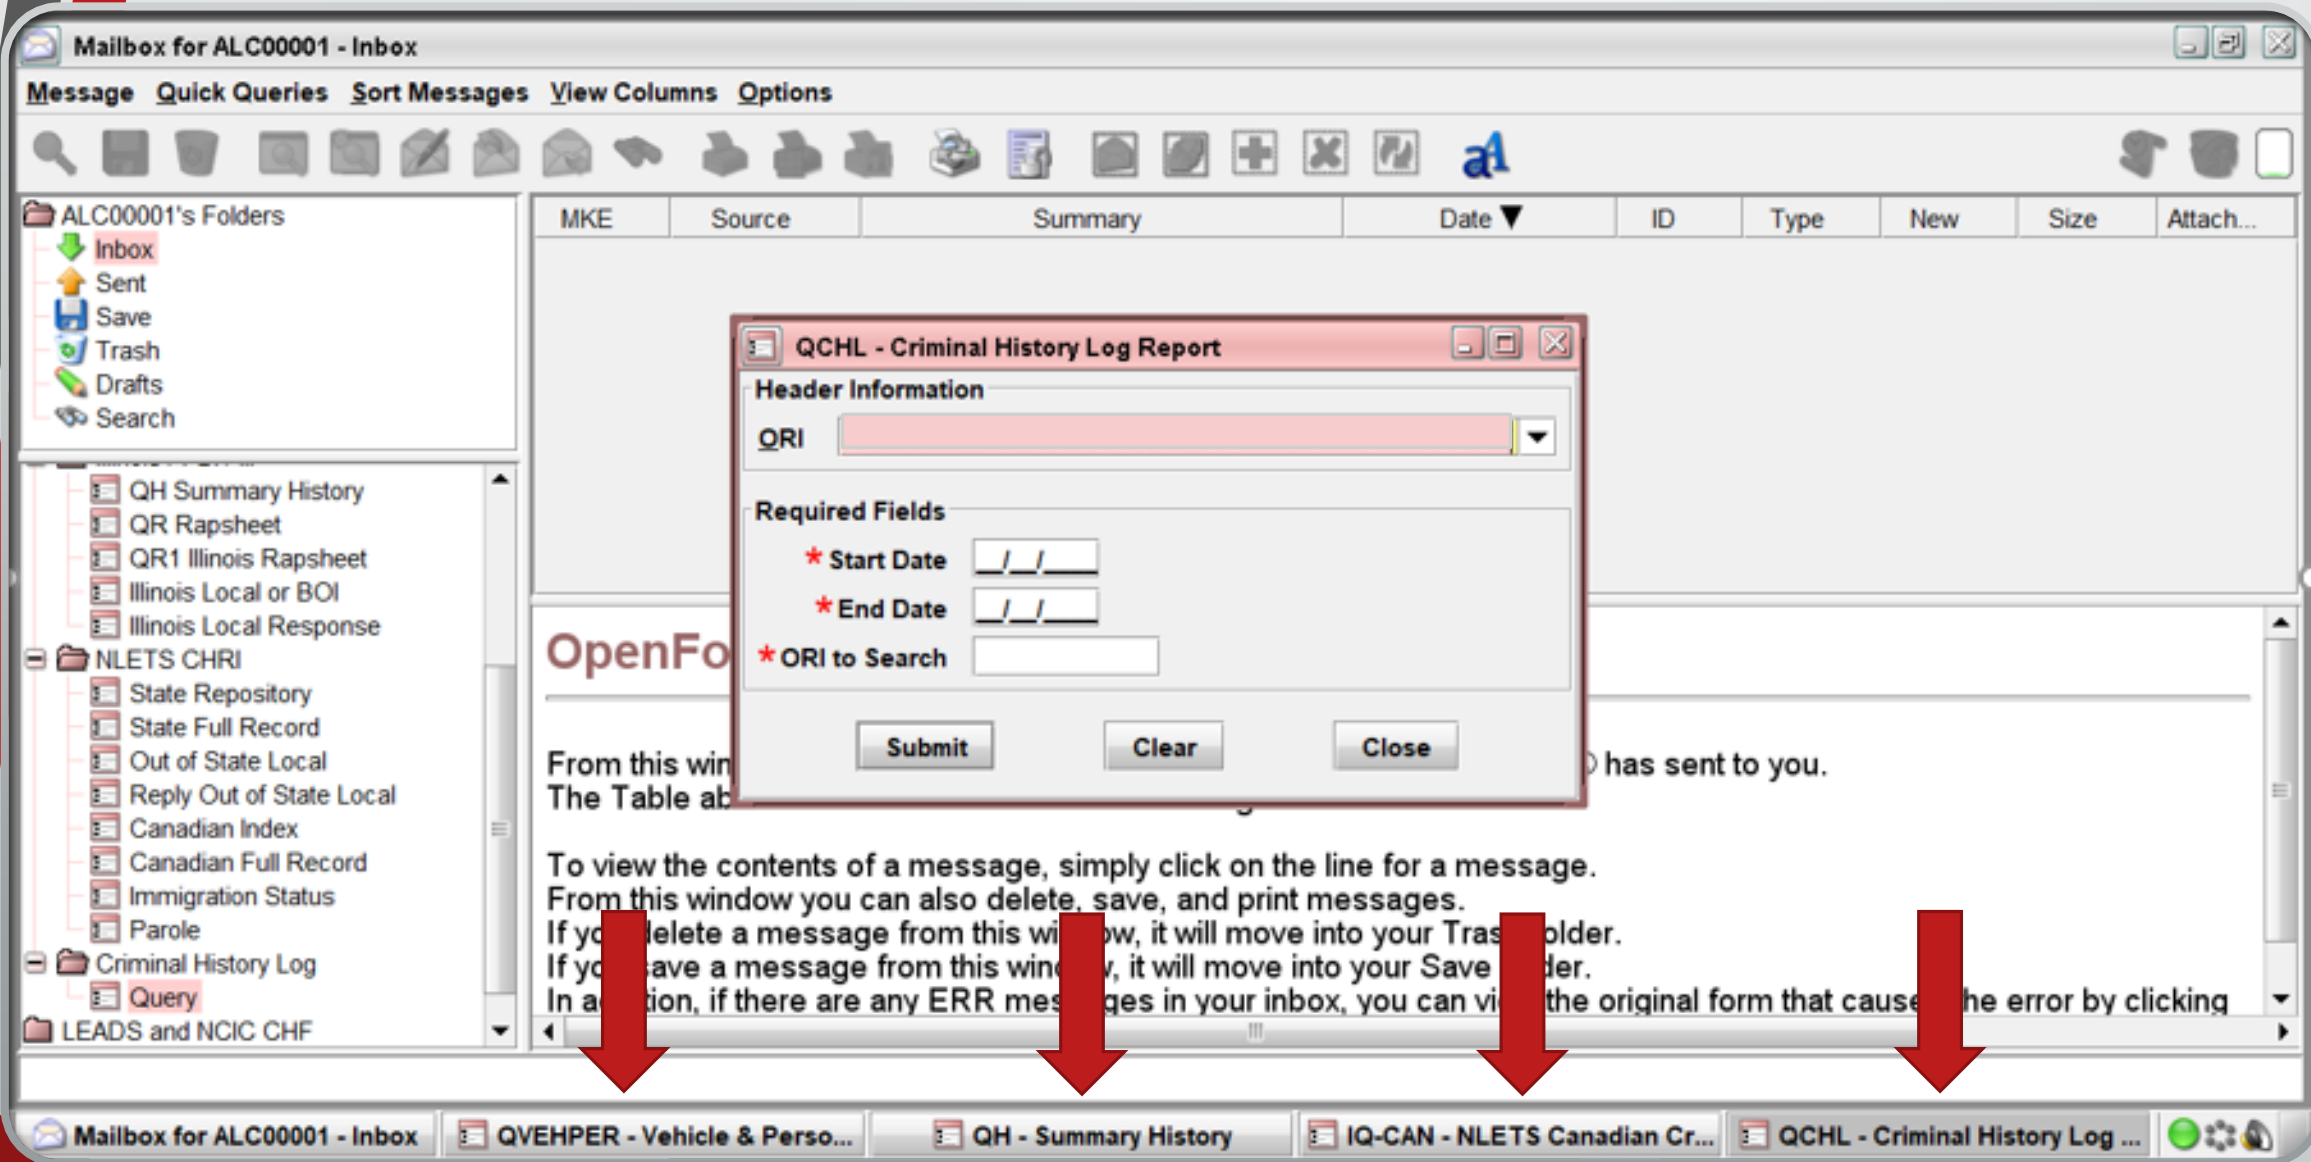 Mailbox for ALC00001 - Inbox
Message Quick Queries Sort Messages View Columns Options
ALC00001's Folders
Inbox
Sent
Save
Trash
Drafts
Search
QH Summary History
QR Rapsheet
QR1 Illinois Rapsheet
Illinois Local or BOI
Illinois Local Response
NLETS CHRI
State Repository
State Full Record
Out of State Local
Reply Out of State Local
Canadian Index
Canadian Full Record
Immigration Status
Parole
Criminal History Log
Query
LEADS and NCIC CHF
MKE Source Summary Date ID Type New Size Attach...
QCHL - Criminal History Log Report
Header Information
ORI
Required Fields
* Start Date __/__/____
* End Date __/__/____
* ORI to Search
Submit Clear Close
OpenFo
From this win has sent to you.
The Table ab
To view the contents of a message, simply click on the line for a message.
From this window you can also delete, save, and print messages.
If yo elete a message from this wi ow, it will move into your Tras older.
If yo ave a message from this wind , it will move into your Save der.
In a tion, if there are any ERR mes ges in your inbox, you can vi the original form that cause he error by clicking
Mailbox for ALC00001 - Inbox
QVEHPER - Vehicle & Perso...
QH - Summary History
IQ-CAN - NLETS Canadian Cr...
QCHL - Criminal History Log ...